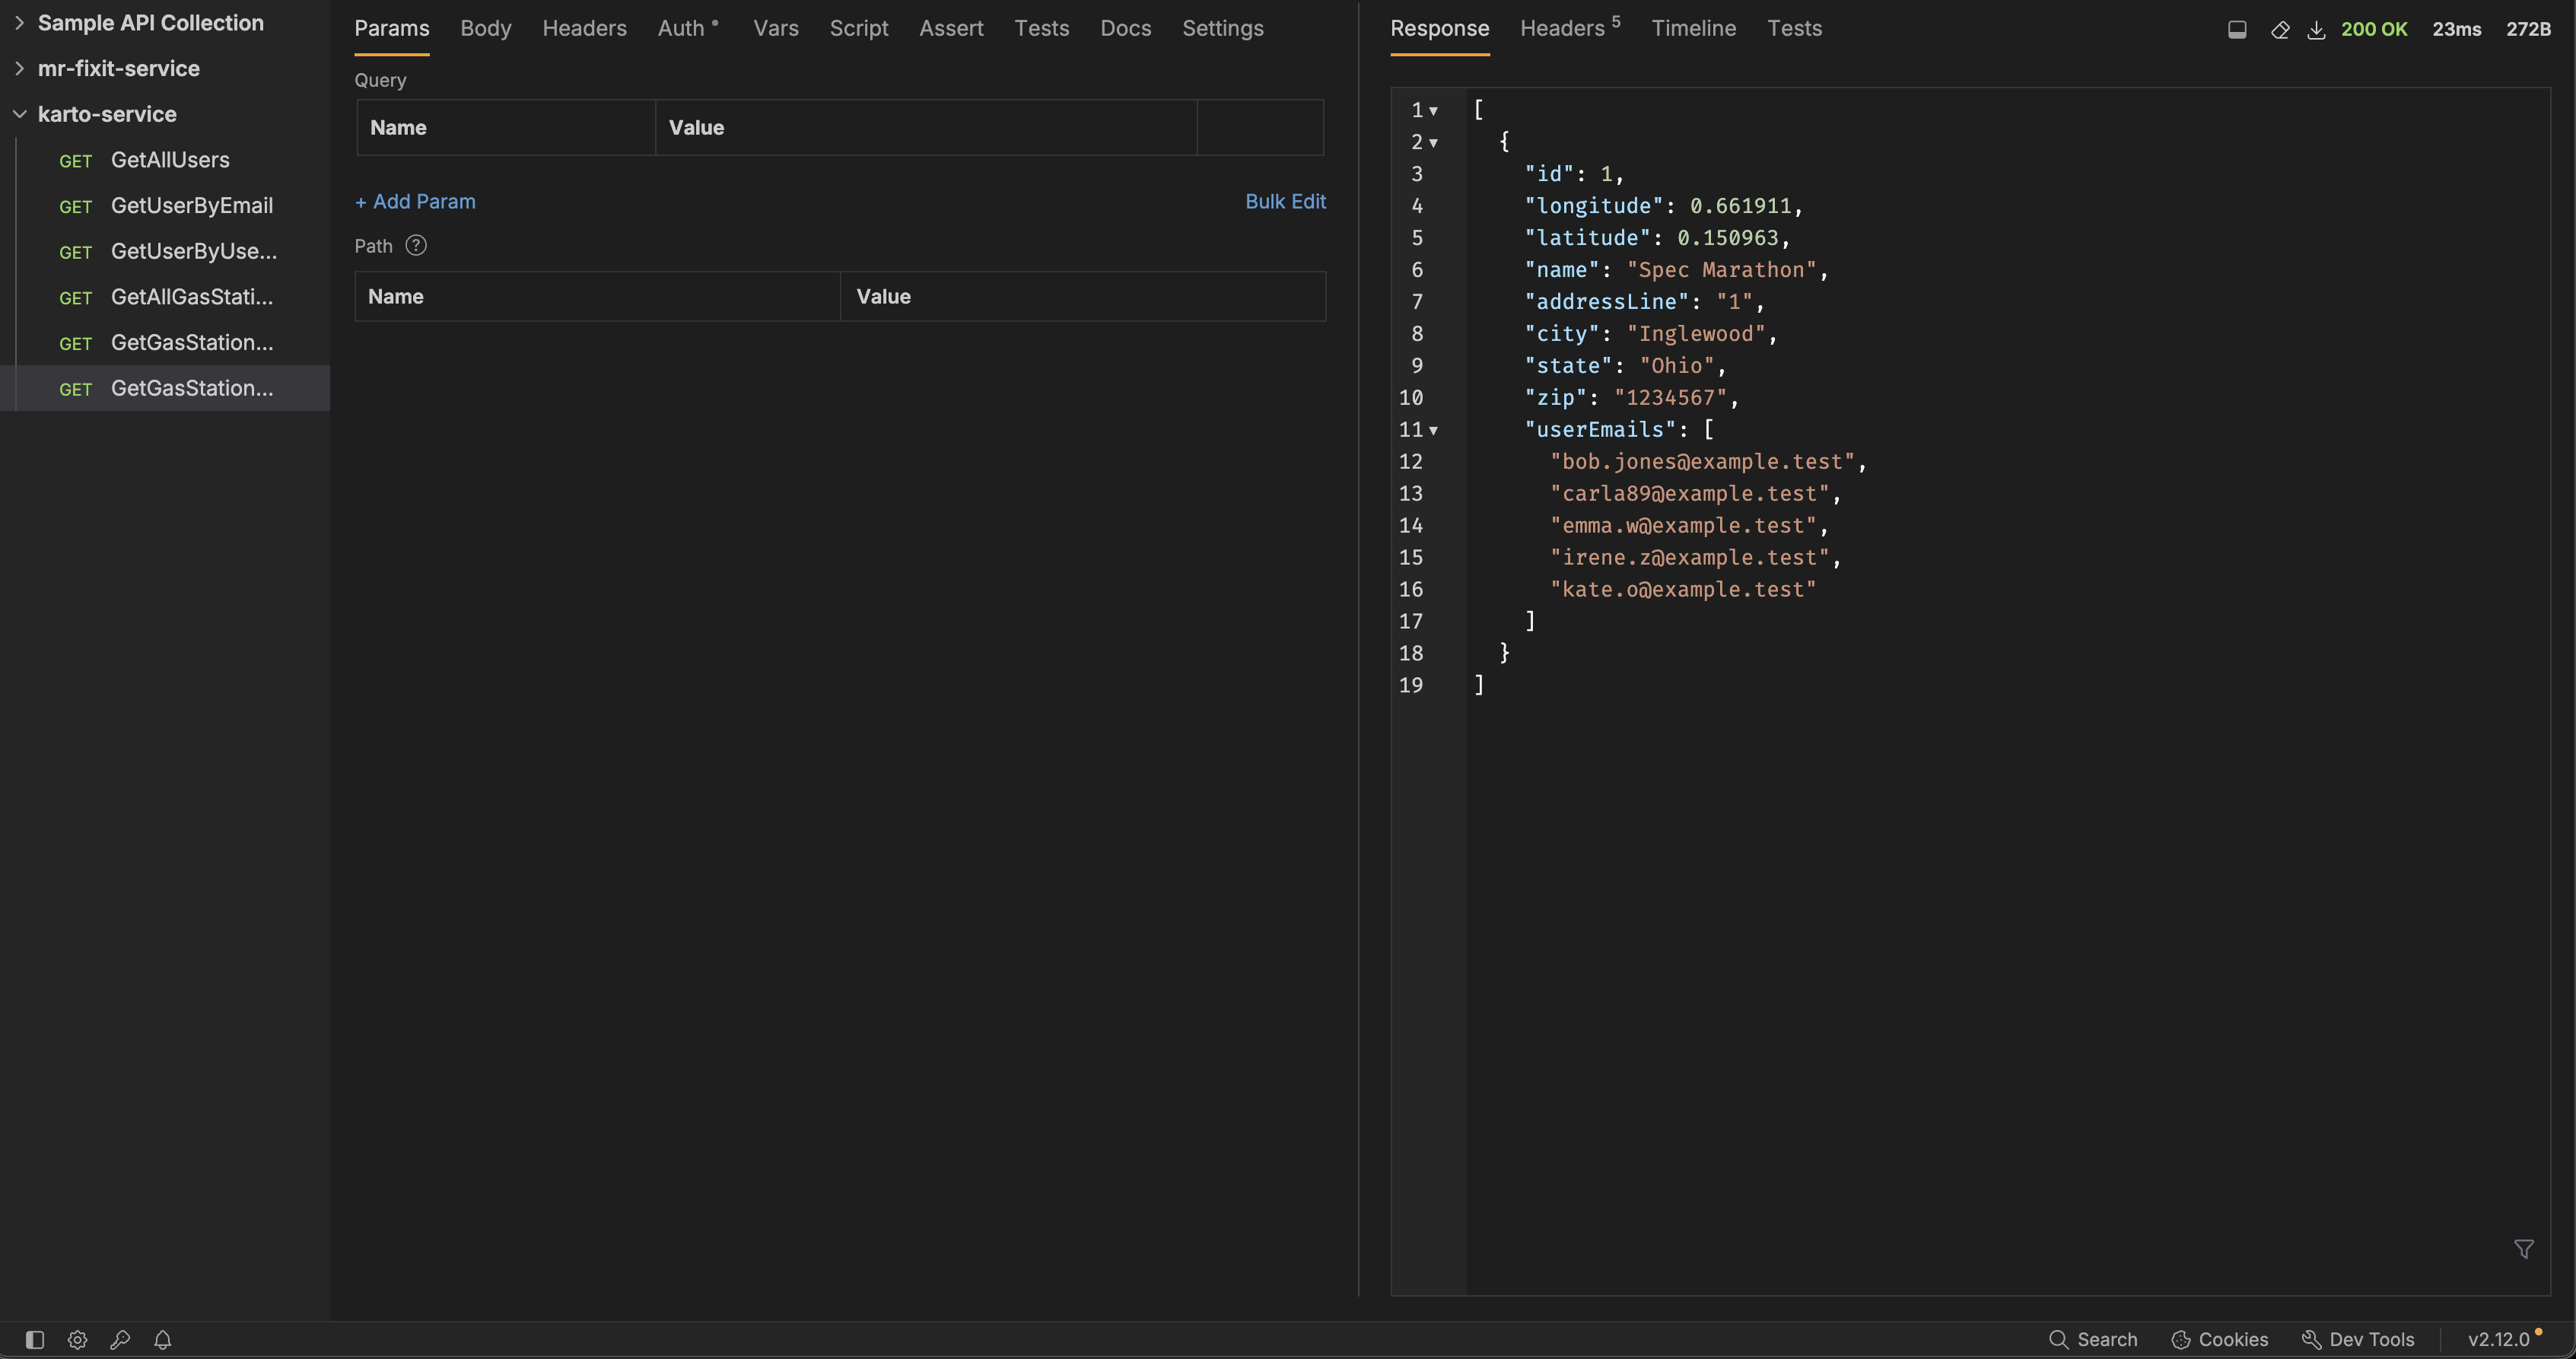 Sample API Collection
mr-fixit-service
karto-service
GET GetAllUsers
GET GetUserByEmail
GET GetUserByUse...
GET GetAllGasStati...
GET GetGasStation...
GET GetGasStation...
Params Body Headers Auth Vars Script Assert Tests Docs Settings
Query
Name Value
+ Add Param Bulk Edit
Path ?
Name Value
Response Headers 5 Timeline Tests 200 OK 23ms 272B
1 [
2 {
3 "id": 1,
4 "longitude": 0.661911,
5 "latitude": 0.150963,
6 "name": "Spec Marathon",
7 "addressLine": "1",
8 "city": "Inglewood",
9 "state": "Ohio",
10 "zip": "1234567",
11 "userEmails": [
12 "bob.jones@example.test",
13 "carla89@example.test",
14 "emma.w@example.test",
15 "irene.z@example.test",
16 "kate.o@example.test"
17 ]
18 }
19 ]
Search Cookies Dev Tools v2.12.0